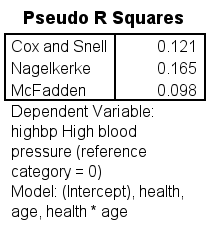 Pseudo R Squares
Cox and Snell 0.121
Nagelkerke 0.165
McFadden 0.098
Dependent Variable:
highbp High blood
pressure (reference
category = 0)
Model: (Intercept), health,
age, health * age